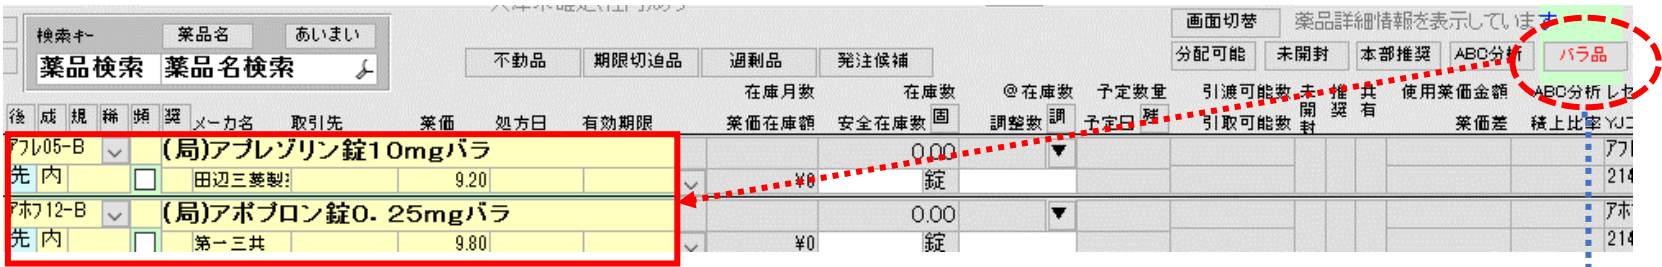 画面切替 薬品詳細情報を表示しています
検索キー 薬品名 あいまい
不動品 期限切迫品 過剰品 発注候補 分配可能 未開封 本部推奨 ABC分析 バラ品
薬品検索 薬品名検索
在庫月数 在庫数 @在庫数 予定数量 引渡可能数 未開封 推奨 共有 使用薬価金額 ABC分析 レセ
後 成 規 稀 頻 奨 メーカ名 取引先 薬価 処方日 有効期限 薬価在庫額 安全在庫数 固 調整数 調 予定日 残 引取可能数 薬価差 積上比率 YJコ
アプレ05-B (局)アプレゾリン錠10mgバラ 0.00 ▼
先 内 田辺三菱製 9.20 ¥0 錠 214
アホフ12-B (局)アポプロン錠0.25mgバラ 0.00 ▼
先 内 第一三共 9.80 ¥0 錠 214